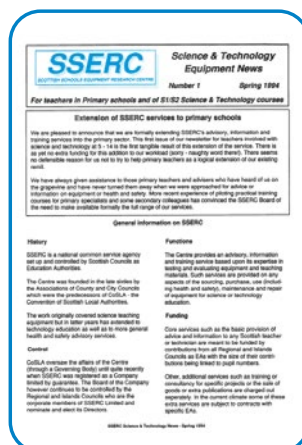 SSERC
SCOTTISH SCHOOLS EQUIPMENT RESEARCH CENTRE
Science & Technology
Equipment News
Number 1 Spring 1994
For teachers in Primary schools and of S1/S2 Science & Technology courses
Extension of SSERC services to primary schools
We are pleased to announce that we are formally extending SSERC's advisory, information and
training services into the primary sector. This first issue of our newsletter for teachers involved with
science and technology at 5 - 14 is the first tangible result of this extension of the service. There is
as yet no extra funding for this addition to our workload (sorry - naughty word there). There seems
no defensible reason for us not to try to help primary teachers as a logical extension of our existing
remit.
We have always given assistance to those primary teachers and advisers who have heard of us on
the grapevine and have never turned them away when we were approached for advice or
information on equipment or health and safety. More recent experience of piloting practical training
courses for primary specialists and some secondary colleagues has convinced the SSERC Board of
the need to make available formally the full range of our services.
General information on SSERC
History
SSERC is a national common service agency
set up and controlled by Scottish Councils as
Education Authorities.
The Centre was founded in the late sixties by
the Associations of County and City Councils
which were the predecessors of CoSLA - the
Convention of Scottish Local Authorities.
The work originally covered science teaching
equipment but in latter years has extended to
technology education as well as to more general
health and safety advisory services.
Control
CoSLA oversaw the affairs of the Centre
(through a Governing Body) until quite recently
when SSERC was registered as a Company
limited by guarantee. The Board of the Company
however continues to be controlled by the
Regional and Islands Councils who are the
corporate members of SSERC Limited and
nominate and elect its Directors.
Functions
The Centre provides an advisory, information
and training service based upon its expertise in
testing and evaluating equipment and teaching
materials. Such services are provided on any
aspects of the sourcing, purchase, use (includ
ing health and safety), maintenance and repair
of equipment for science or technology
education.
Funding
Core services such as the basic provision of
advice and information to any Scottish teacher
or technician are meant to be funded by
contributions from all Regional and Islands
Councils as EAs with the size of their contri
butions being linked to pupil numbers.
Other, additional services such as training or
consultancy for specific projects or the sale of
goods or extra publications are charged out
separately. In the current climate some of these
extra services are subject to contracts with
specific EAs.
SSERC Science & Technology News - Spring 1994